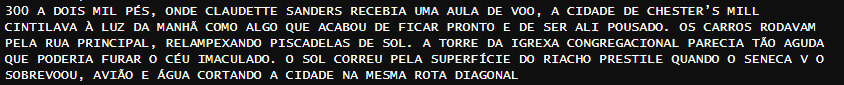 300 A DOIS MIL PÉS, ONDE CLAUDETTE SANDERS RECEBIA UMA AULA DE VOO, A CIDADE DE CHESTER’S MILL
CINTILAVA À LUZ DA MANHÃ COMO ALGO QUE ACABOU DE FICAR PRONTO E DE SER ALI POUSADO. OS CARROS RODAVAM
PELA RUA PRINCIPAL, RELAMPEXANDO PISCADELAS DE SOL. A TORRE DA IGREXA CONGREGACIONAL PARECIA TÃO AGUDA
QUE PODERIA FURAR O CÉU IMACULADO. O SOL CORREU PELA SUPERFÍCIE DO RIACHO PRESTILE QUANDO O SENECA V O
SOBREVOOU, AVIÃO E ÁGUA CORTANDO A CIDADE NA MESMA ROTA DIAGONAL